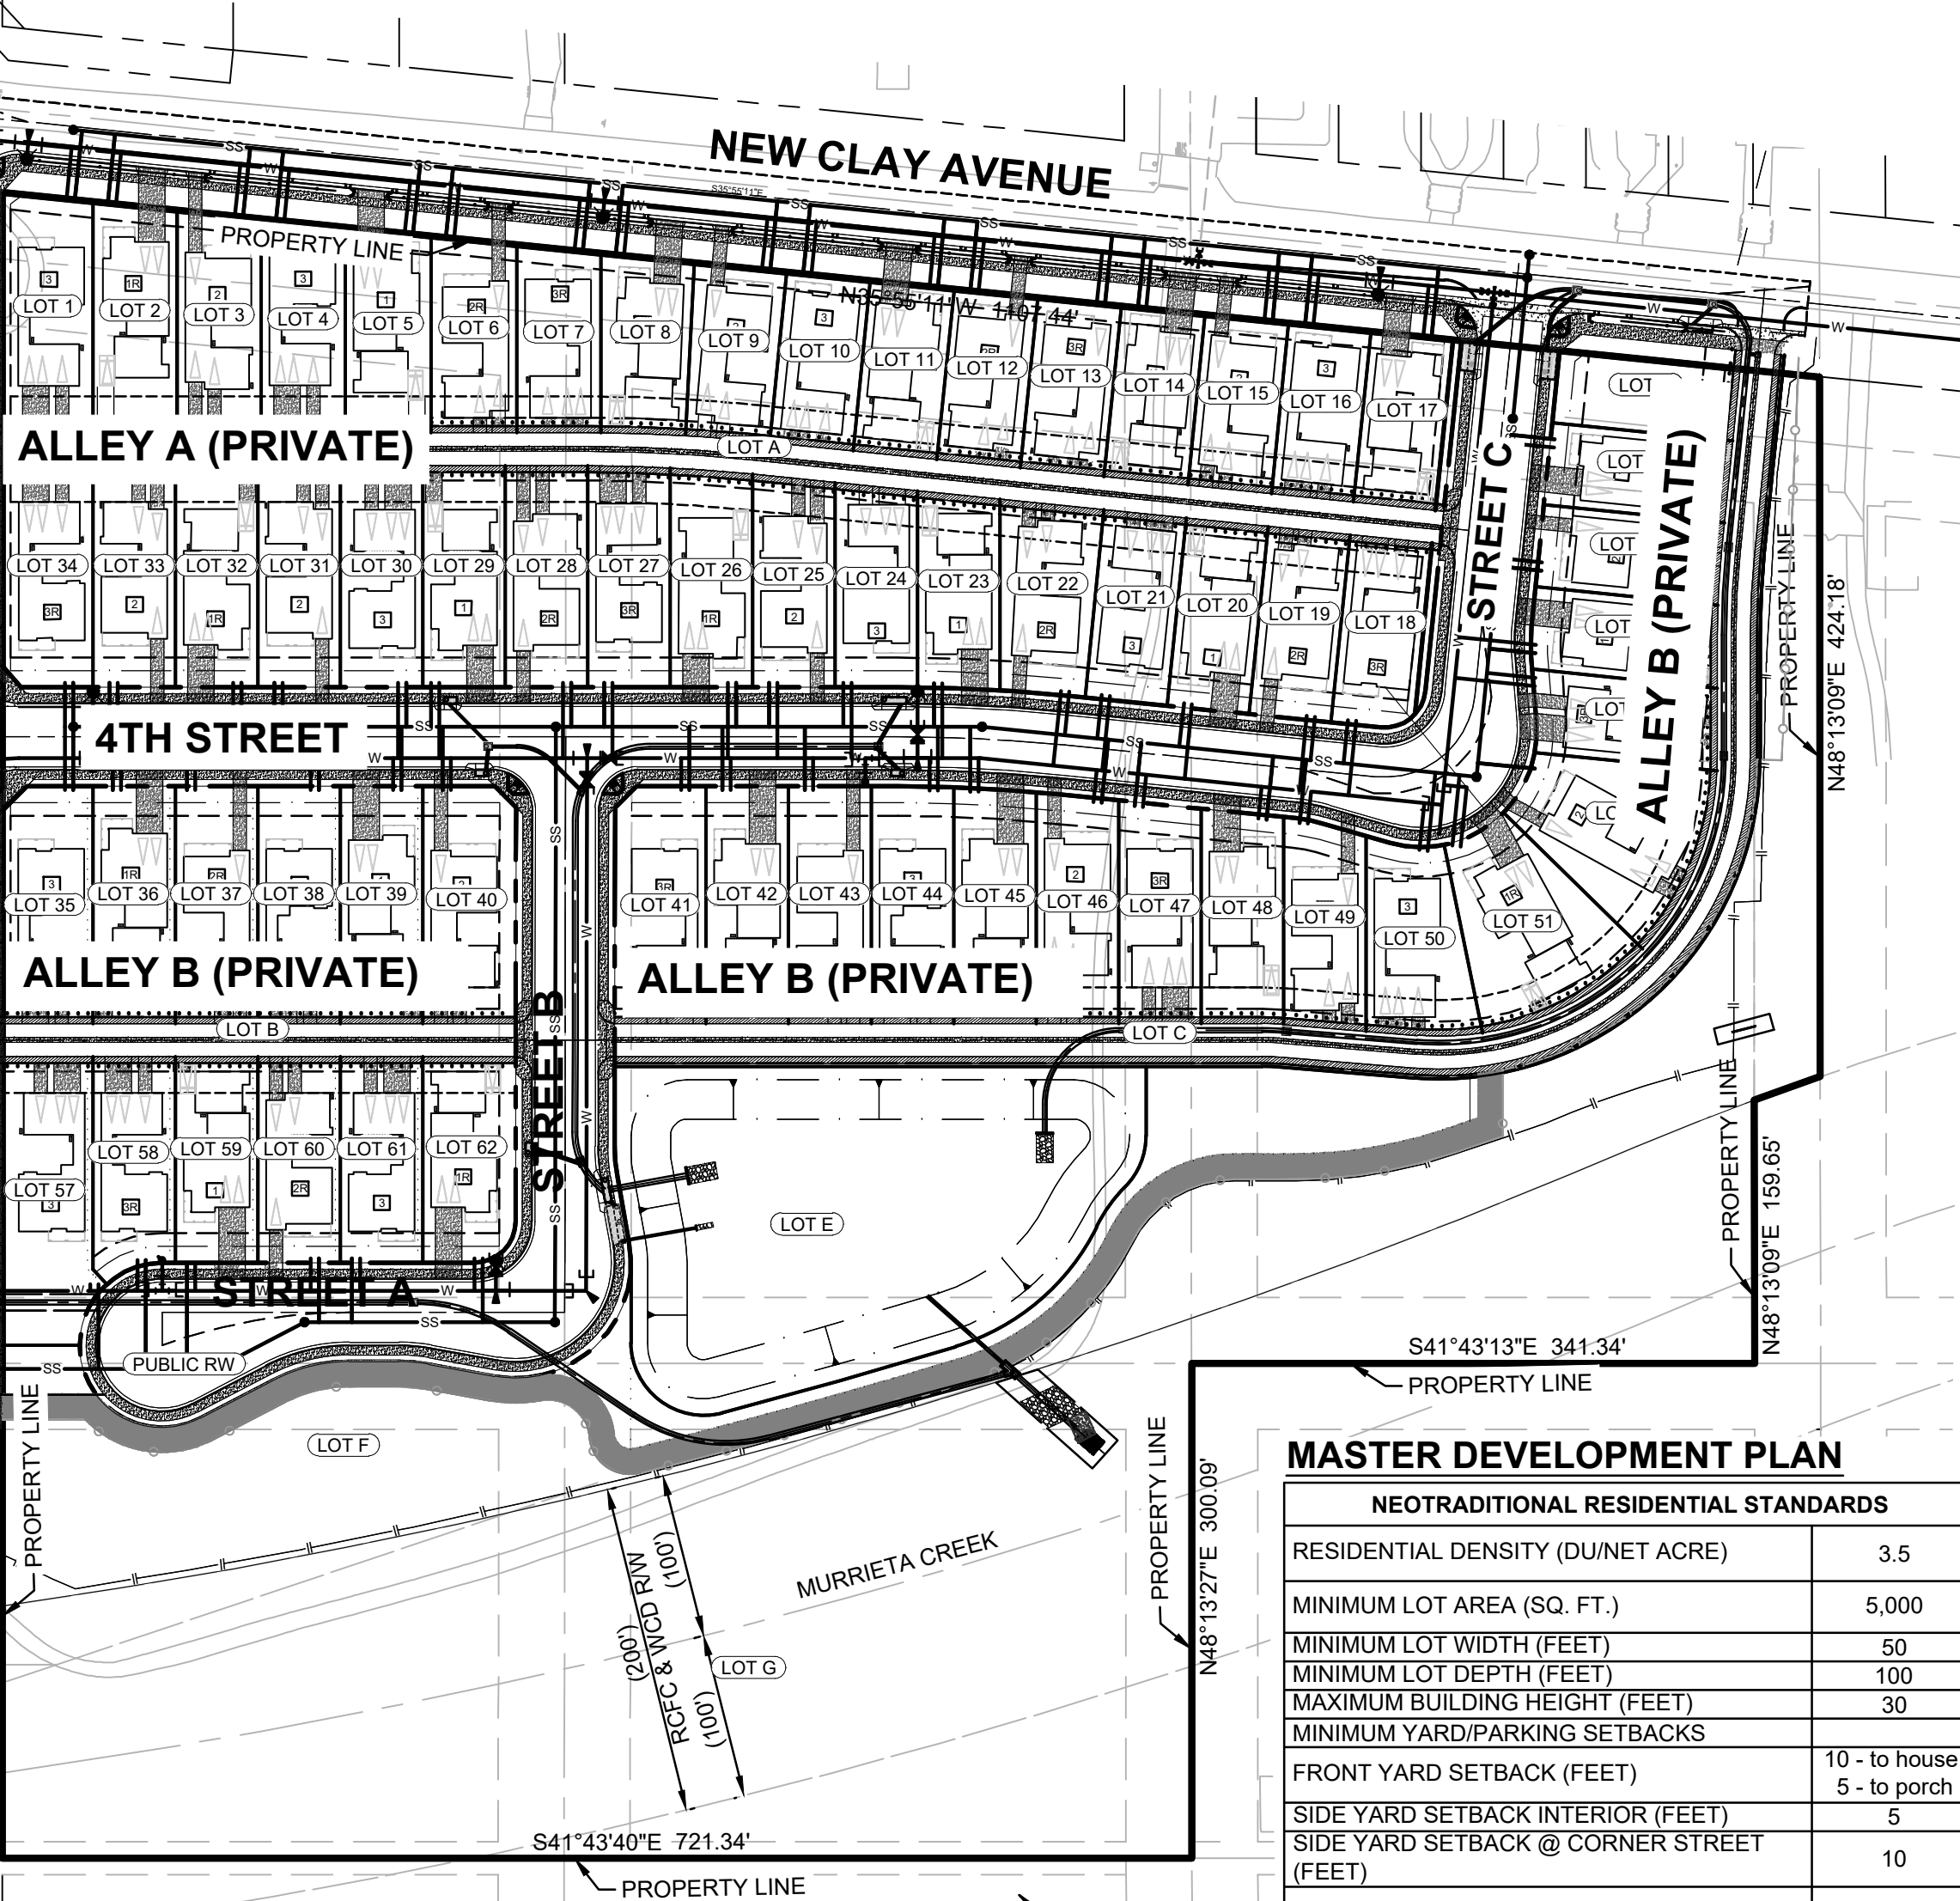 NEW CLAY AVENUE
S35°55'11"E
PROPERTY LINE
N35°55'11"W 1107.44'
LOT 1
LOT 2
LOT 3
LOT 4
LOT 5
LOT 6
LOT 7
LOT 8
LOT 9
LOT 10
LOT 11
LOT 12
LOT 13
LOT 14
LOT 15
LOT 16
LOT 17
LOT
ALLEY A (PRIVATE)
LOT A
STREET C
LOT
LOT
LOT
ALLEY B (PRIVATE)
PROPERTY LINE
N48°13'09"E 424.18'
LOT 34
LOT 33
LOT 32
LOT 31
LOT 30
LOT 29
LOT 28
LOT 27
LOT 26
LOT 25
LOT 24
LOT 23
LOT 22
LOT 21
LOT 20
LOT 19
LOT 18
4TH STREET
LOT 35
LOT 36
LOT 37
LOT 38
LOT 39
LOT 40
LOT 41
LOT 42
LOT 43
LOT 44
LOT 45
LOT 46
LOT 47
LOT 48
LOT 49
LOT 50
LOT 51
ALLEY B (PRIVATE)
ALLEY B (PRIVATE)
LOT B
STREET B
LOT C
LOT 57
LOT 58
LOT 59
LOT 60
LOT 61
LOT 62
LOT E
PROPERTY LINE
N48°13'09"E 159.65'
STREET A
PUBLIC RW
LOT F
PROPERTY LINE
S41°43'13"E 341.34'
PROPERTY LINE
PROPERTY LINE
N48°13'27"E 300.09'
MURRIETA CREEK
(200')
RCFC & WCD R/W
(100')
(100')
LOT G
S41°43'40"E 721.34'
PROPERTY LINE
MASTER DEVELOPMENT PLAN
NEOTRADITIONAL RESIDENTIAL STANDARDS
RESIDENTIAL DENSITY (DU/NET ACRE) 3.5
MINIMUM LOT AREA (SQ. FT.) 5,000
MINIMUM LOT WIDTH (FEET) 50
MINIMUM LOT DEPTH (FEET) 100
MAXIMUM BUILDING HEIGHT (FEET) 30
MINIMUM YARD/PARKING SETBACKS
FRONT YARD SETBACK (FEET) 10 - to house
5 - to porch
SIDE YARD SETBACK INTERIOR (FEET) 5
SIDE YARD SETBACK @ CORNER STREET
(FEET) 10